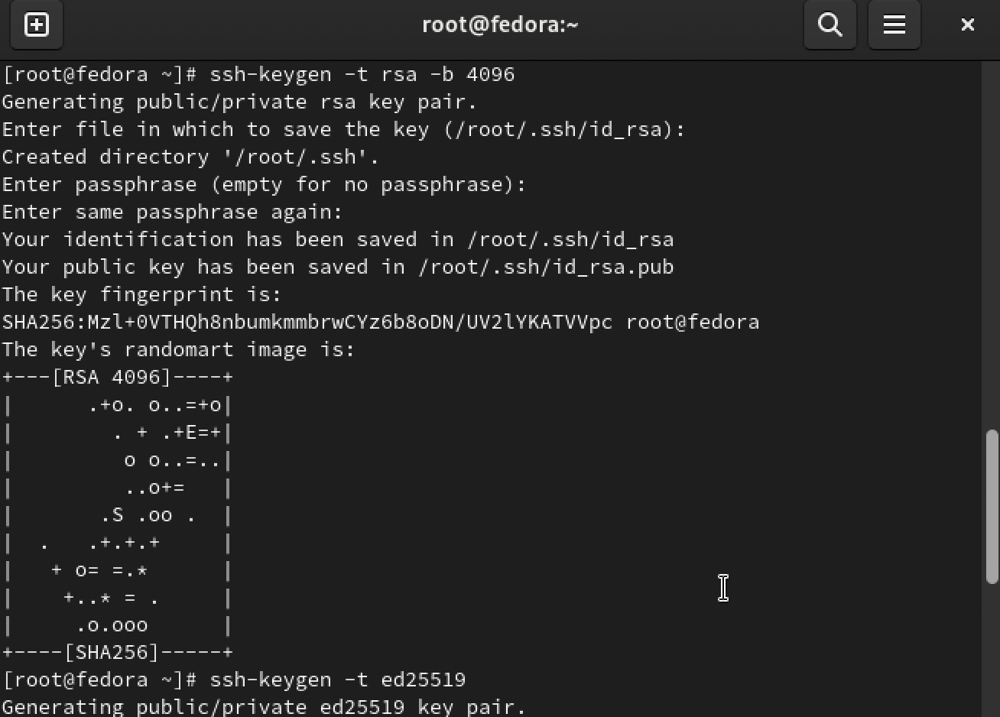 root@fedora:~
[root@fedora ~]# ssh-keygen -t rsa -b 4096
Generating public/private rsa key pair.
Enter file in which to save the key (/root/.ssh/id_rsa):
Created directory '/root/.ssh'.
Enter passphrase (empty for no passphrase):
Enter same passphrase again:
Your identification has been saved in /root/.ssh/id_rsa
Your public key has been saved in /root/.ssh/id_rsa.pub
The key fingerprint is:
SHA256:Mzl+0VTHQh8nbumkmmbrwCYz6b8oDN/UV2lYKATVVpc root@fedora
The key's randomart image is:
+---[RSA 4096]----+
|      .+o. o..=+o|
|        . + .+E=+|
|         o o..=..|
|         ..o+=   |
|       .S .oo .  |
|  .   .+.+.+     |
|   + o= =.*      |
|    +..* = .     |
|     .o.ooo      |
+----[SHA256]-----+
[root@fedora ~]# ssh-keygen -t ed25519
Generating public/private ed25519 key pair.